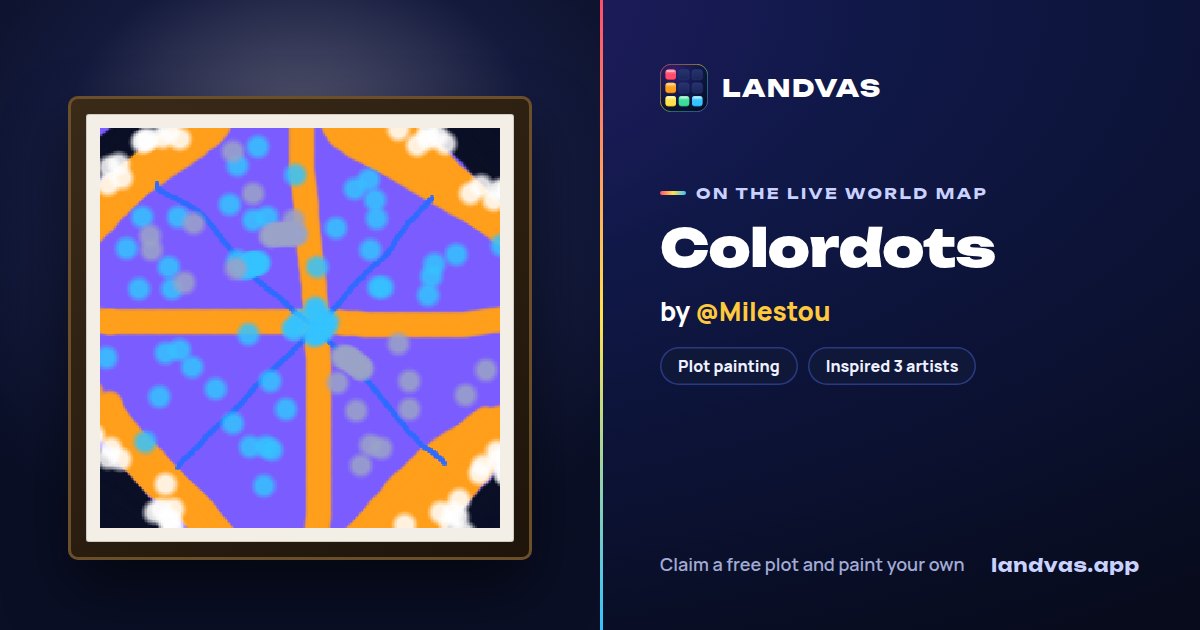 LANDVAS
ON THE LIVE WORLD MAP
Colordots
by @Milestou
Plot painting
Inspired 3 artists
Claim a free plot and paint your own
landvas.app